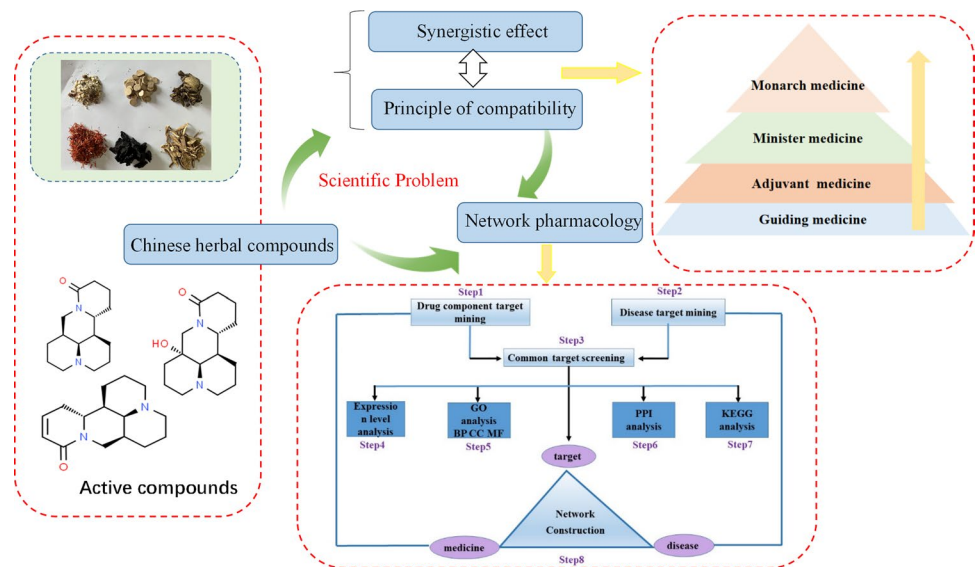 Synergistic effect
Principle of compatibility
Scientific Problem
Chinese herbal compounds
Network pharmacology
O
N
N
O
N
HO
N
N
N
O
Active compounds
Monarch medicine
Minister medicine
Adjuvant medicine
Guiding medicine
Step1
Drug component target
mining
Step2
Disease target mining
Step3
Common target screening
Expressio
n level
analysis
Step4
GO
analysis
BP CC MF
Step5
PPI
analysis
Step6
KEGG
analysis
Step7
target
Network
Construction
medicine
disease
Step8